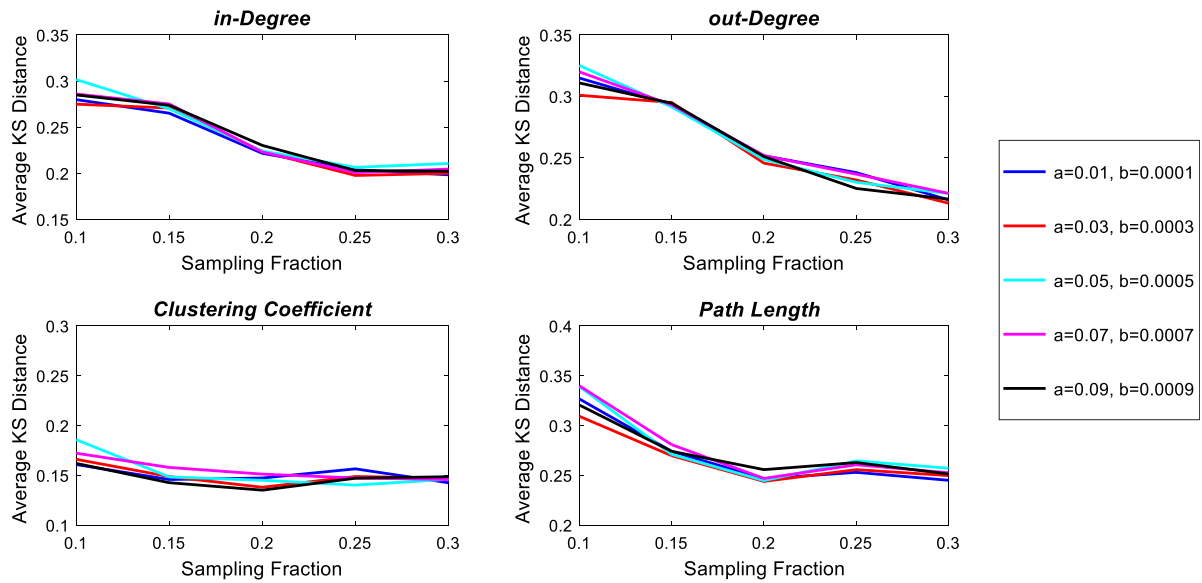 in-Degree
0.35
0.3
0.25
0.2
0.15
Average KS Distance
0.1 0.15 0.2 0.25 0.3
Sampling Fraction
out-Degree
0.35
0.3
0.25
0.2
Average KS Distance
0.1 0.15 0.2 0.25 0.3
Sampling Fraction
Clustering Coefficient
0.3
0.25
0.2
0.15
0.1
Average KS Distance
0.1 0.15 0.2 0.25 0.3
Sampling Fraction
Path Length
0.4
0.35
0.3
0.25
0.2
Average KS Distance
0.1 0.15 0.2 0.25 0.3
Sampling Fraction
a=0.01, b=0.0001
a=0.03, b=0.0003
a=0.05, b=0.0005
a=0.07, b=0.0007
a=0.09, b=0.0009